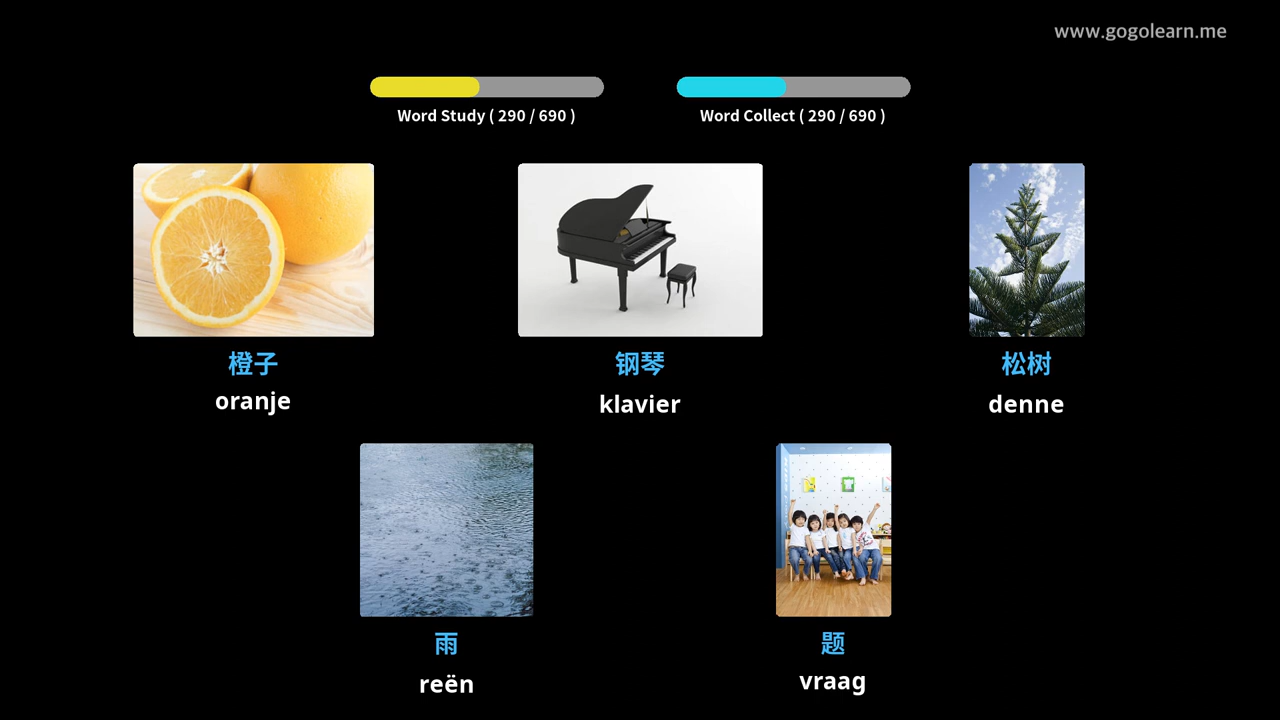 www.gogolearn.me
Word Study ( 290 / 690 )
Word Collect ( 290 / 690 )
橙子
钢琴
松树
oranje
klavier
denne
雨
题
reën
vraag